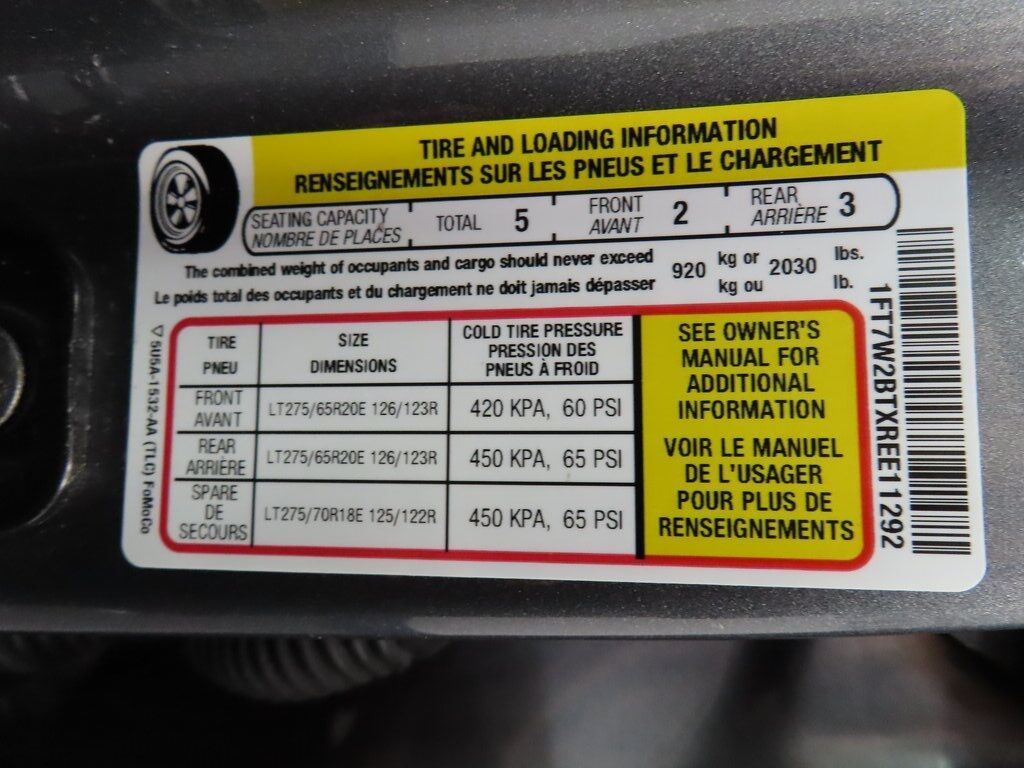 TIRE AND LOADING INFORMATION
RENSEIGNEMENTS SUR LES PNEUS ET LE CHARGEMENT
SEATING CAPACITY
NOMBRE DE PLACES
TOTAL 5
FRONT
AVANT
2
REAR
ARRIÈRE
3
The combined weight of occupants and cargo should never exceed
Le poids total des occupants et du chargement ne doit jamais dépasser
920
kg or
kg ou
2030
lbs.
lb.
TIRE
PNEU
SIZE
DIMENSIONS
COLD TIRE PRESSURE
PRESSION DES
PNEUS À FROID
FRONT
AVANT
LT275/65R20E 126/123R
420 KPA, 60 PSI
REAR
ARRIÈRE
LT275/65R20E 126/123R
450 KPA, 65 PSI
SPARE
DE
SECOURS
LT275/70R18E 125/122R
450 KPA, 65 PSI
SEE OWNER'S
MANUAL FOR
ADDITIONAL
INFORMATION
VOIR LE MANUEL
DE L'USAGER
POUR PLUS DE
RENSEIGNEMENTS
1FT7W2BTXREE11292
▽ 5U5A-1532-AA (TLC) FoMoCo